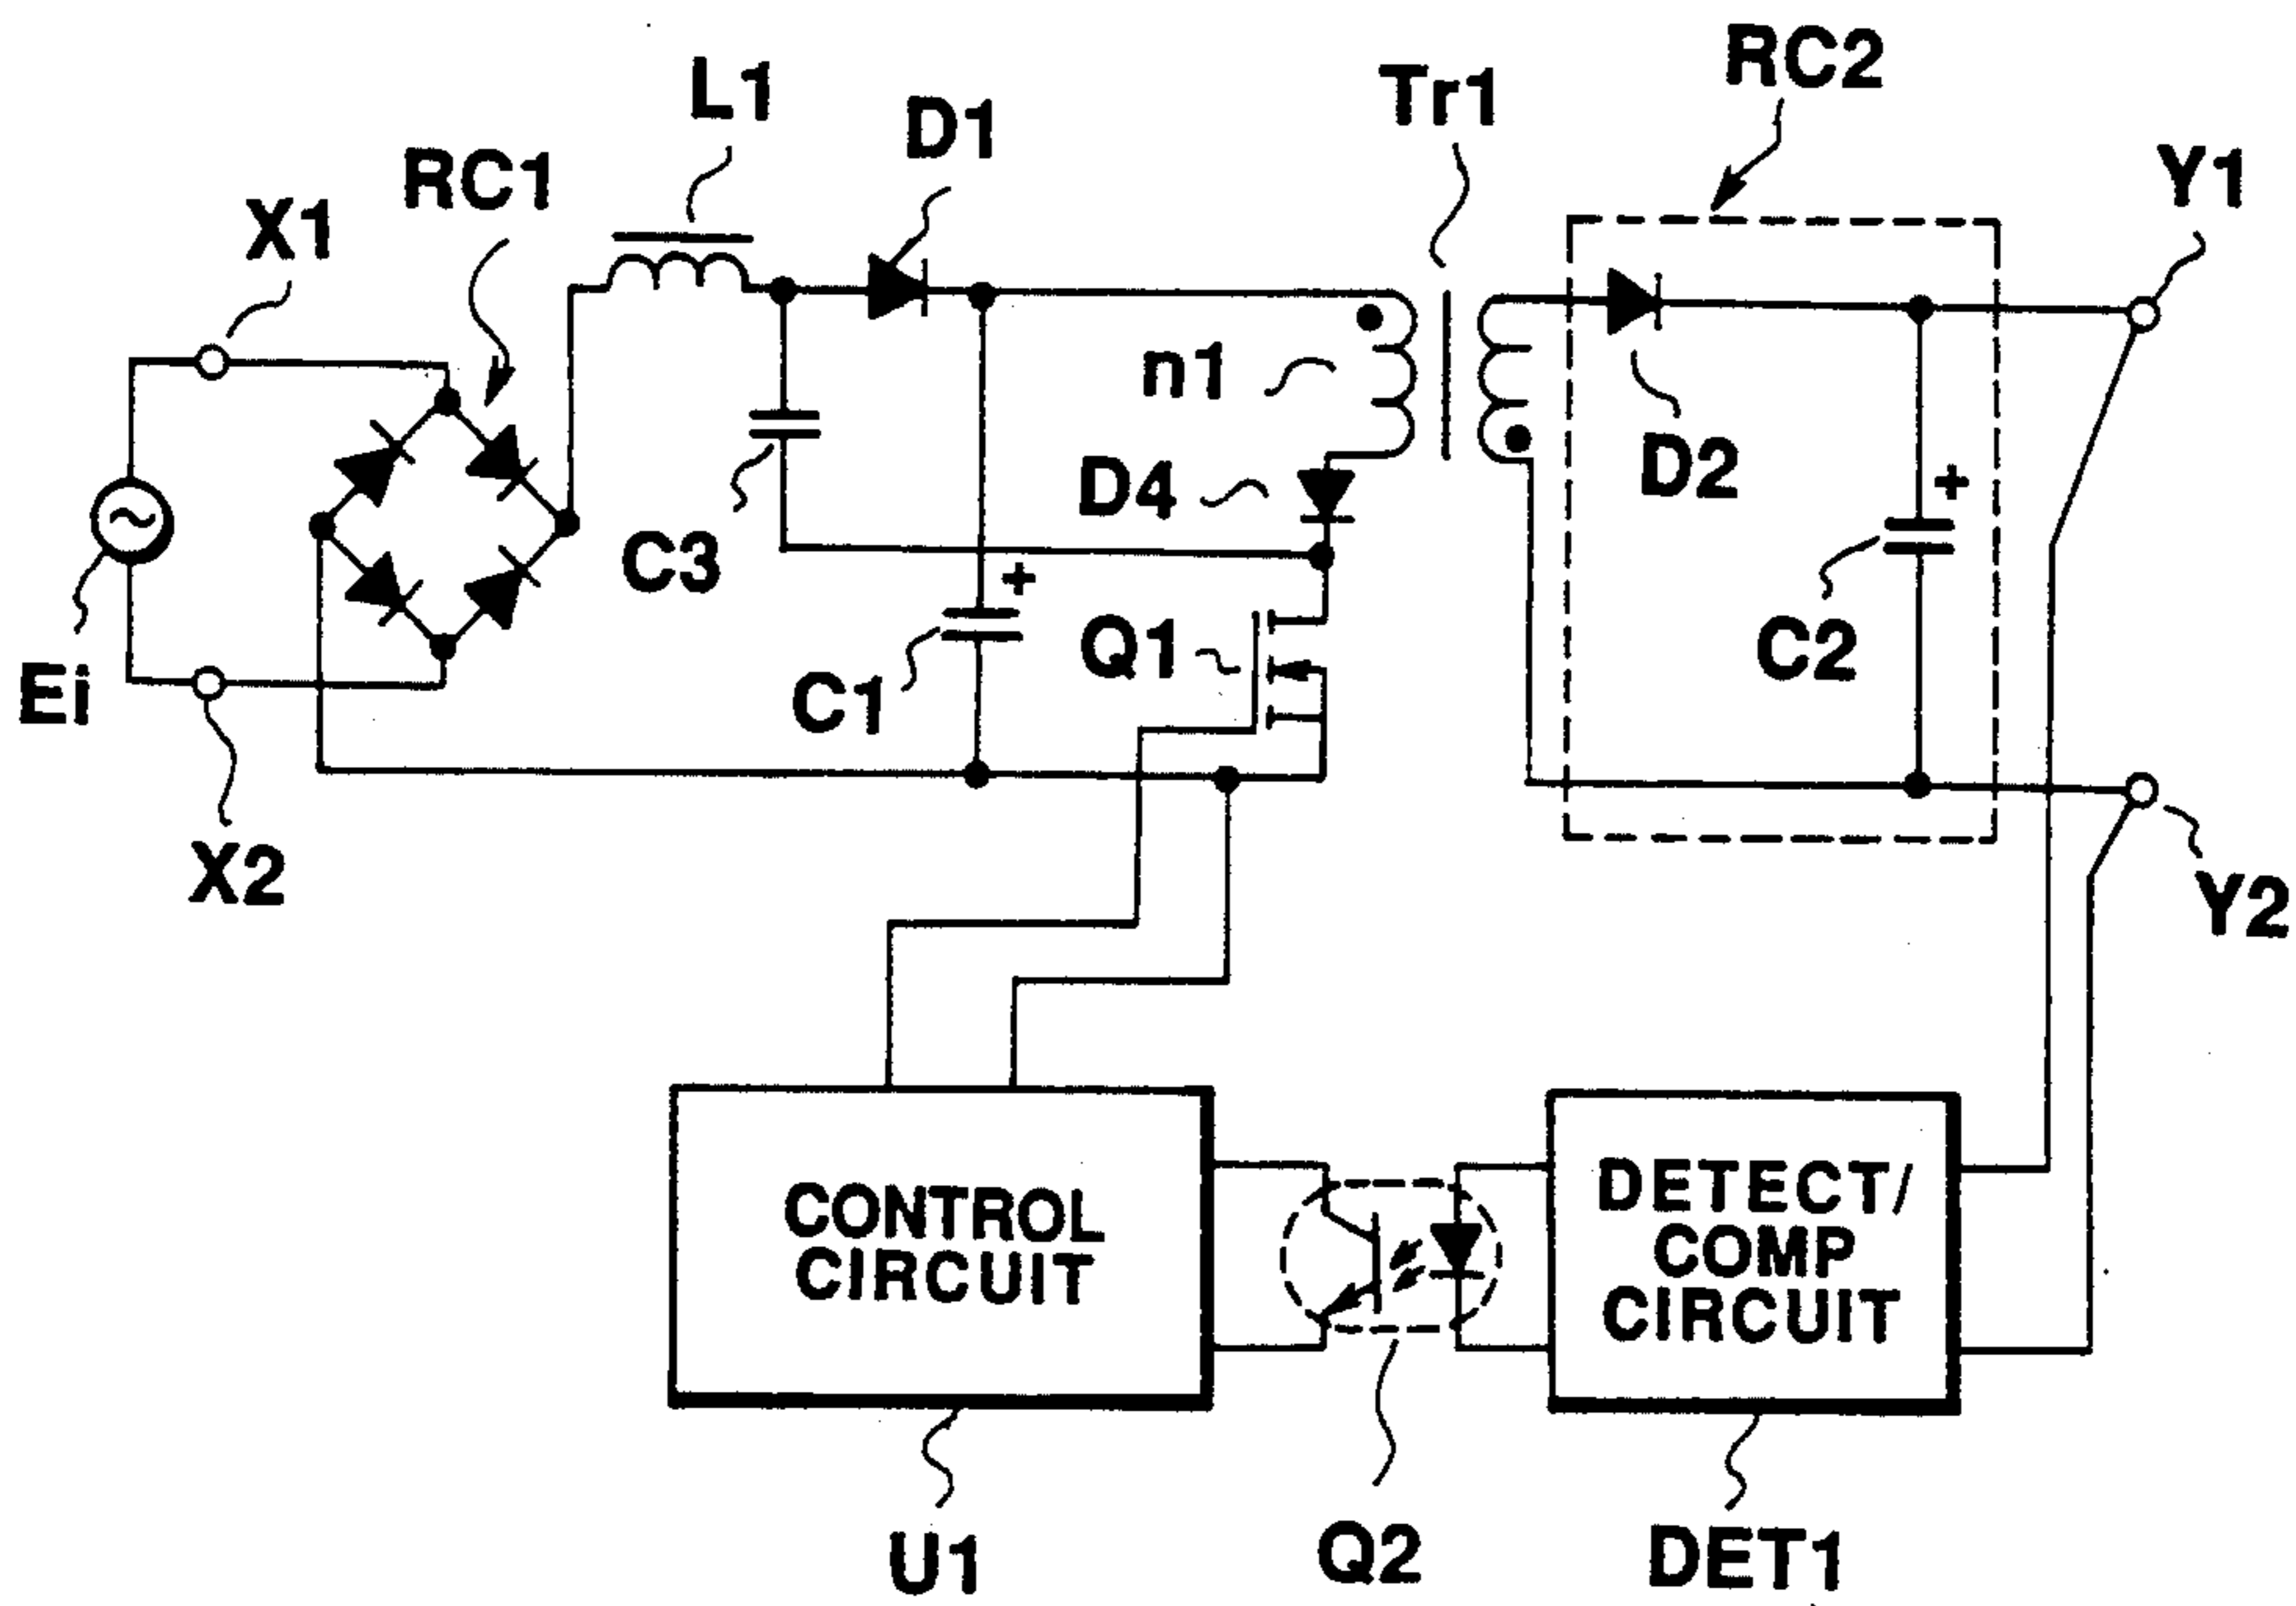 RC2
L1
Tr1
D1
Y1
RC1
X1
n1
D2
D4
+
C3
+
Q1
C2
Ei
C1
X2
Y2
CONTROL
CIRCUIT
DETECT/
COMP
CIRCUIT
U1
Q2
DET1